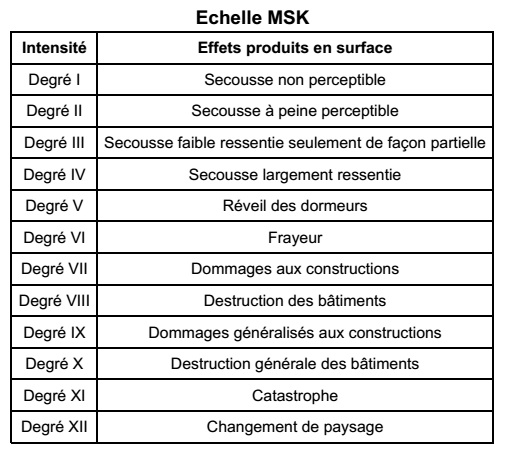 Echelle MSK
Intensité Effets produits en surface
Degré I Secousse non perceptible
Degré II Secousse à peine perceptible
Degré III Secousse faible ressentie seulement de façon partielle
Degré IV Secousse largement ressentie
Degré V Réveil des dormeurs
Degré VI Frayeur
Degré VII Dommages aux constructions
Degré VIII Destruction des bâtiments
Degré IX Dommages généralisés aux constructions
Degré X Destruction générale des bâtiments
Degré XI Catastrophe
Degré XII Changement de paysage